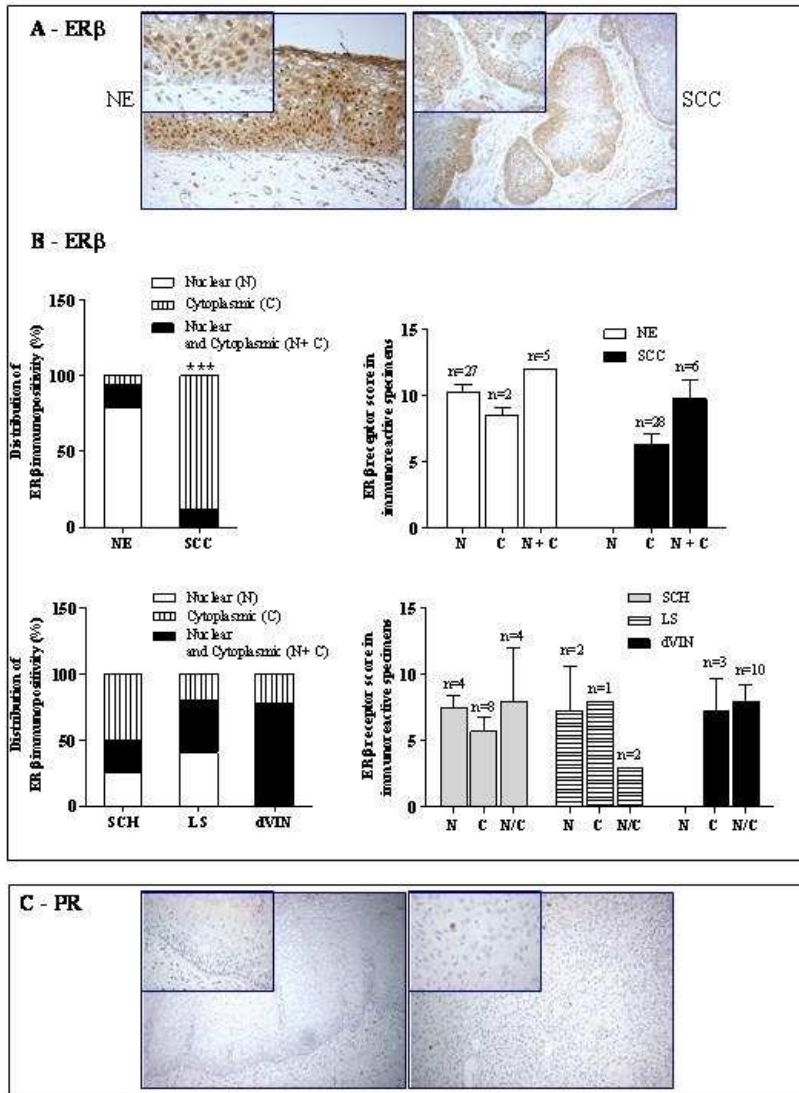 A - ERβ
NE
SCC
B - ERβ
Nuclear (N)
Cytoplasmic (C)
Nuclear
and Cytoplasmic (N+ C)
Distribution of
ERβ immunopositivity (%)
150
100
50
0
***
NE SCC
NE
SCC
ERβ receptor score in
immunoreactive specimens
15
10
5
0
n=27
n=2
n=5
n=28
n=6
N C N + C N C N + C
Nuclear (N)
Cytoplasmic (C)
Nuclear
and Cytoplasmic (N+ C)
Distribution of
ERβ immunopositivity (%)
150
100
50
0
SCH LS dVIN
SCH
LS
dVIN
ERβ receptor score in
immunoreactive specimens
15
10
5
0
n=4
n=8
n=4
n=2
n=1
n=2
n=3
n=10
N C N/C N C N/C N C N/C
C - PR